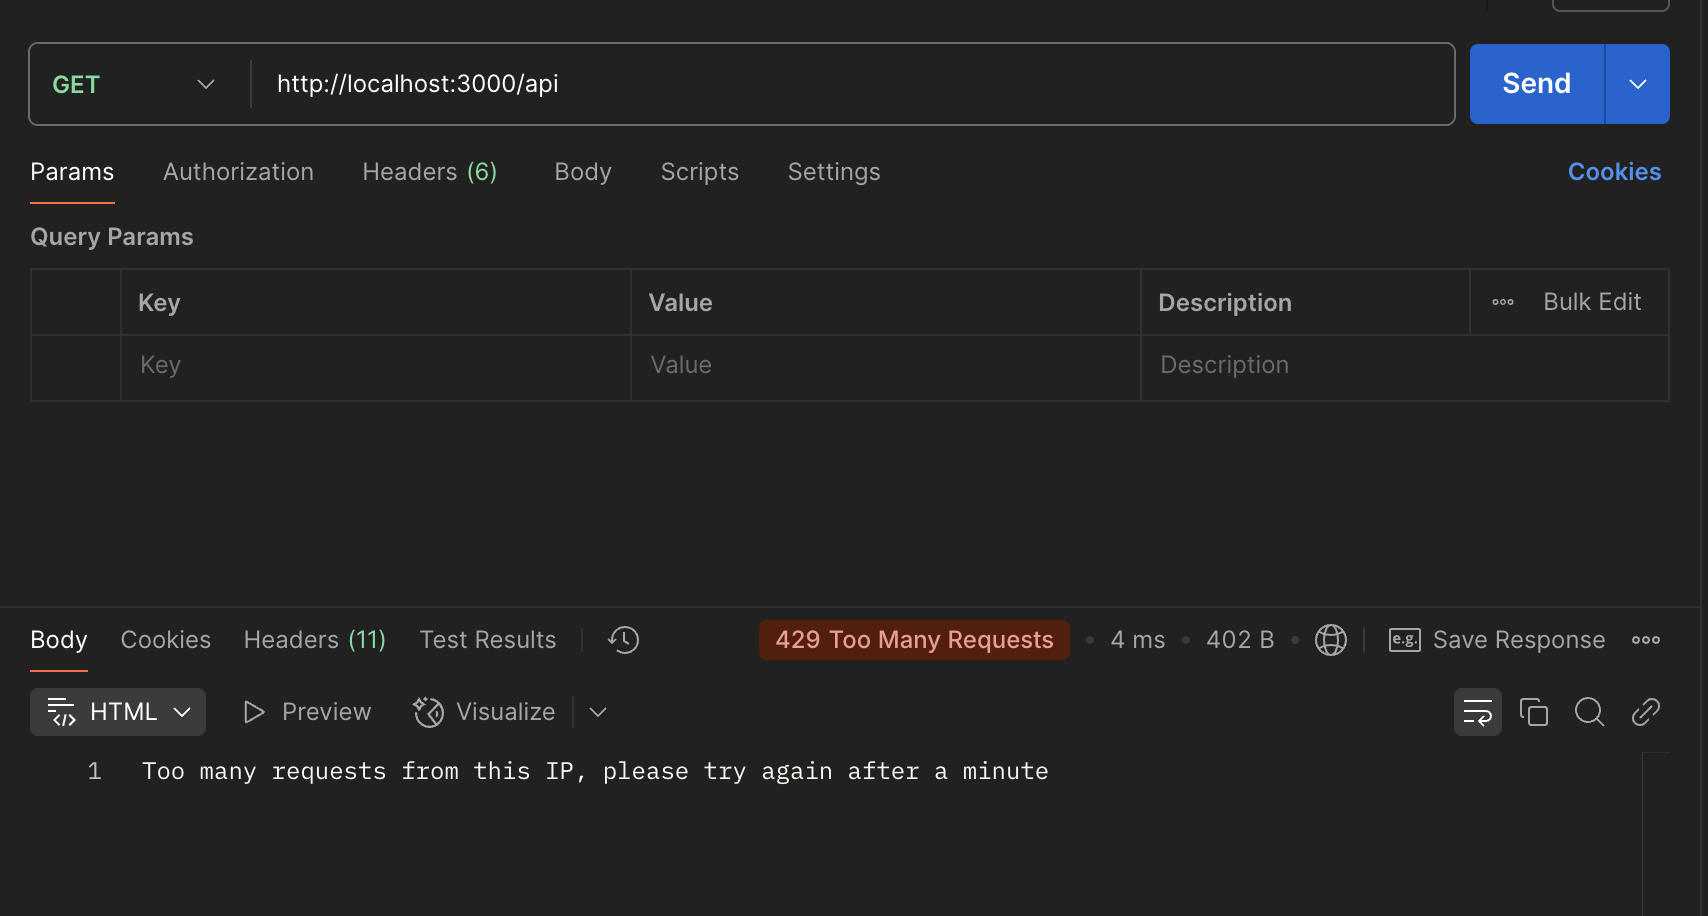 GET http://localhost:3000/api Send
Params Authorization Headers (6) Body Scripts Settings Cookies
Query Params
Key Value Description Bulk Edit
Key Value Description
Body Cookies Headers (11) Test Results 429 Too Many Requests • 4 ms • 402 B • e.g. Save Response
HTML Preview Visualize
1 Too many requests from this IP, please try again after a minute